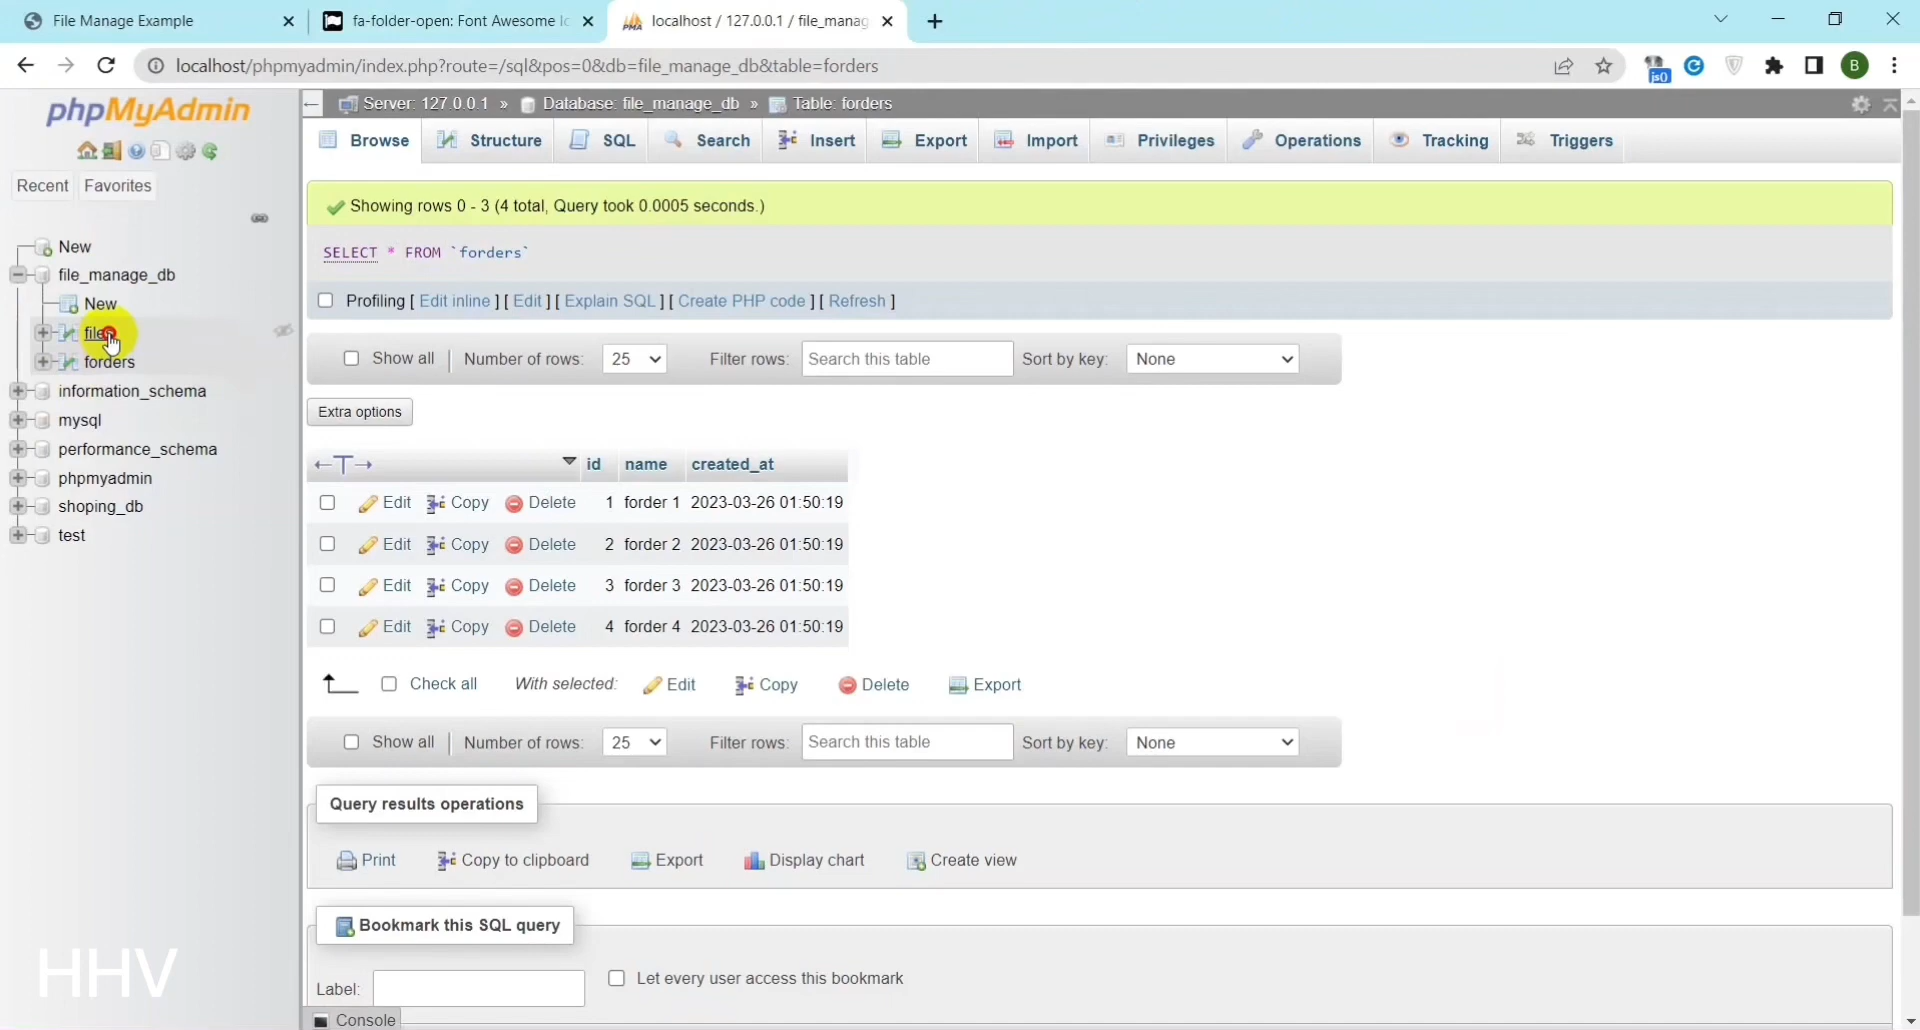 File Manage Example
fa-folder-open: Font Awesome Ic
localhost / 127.0.0.1 / file_manag
localhost/phpmyadmin/index.php?route=/sql&pos=0&db=file_manage_db&table=forders
js()
B
phpMyAdmin
Recent
Favorites
New
file_manage_db
New
forders
information_schema
mysql
performance_schema
phpmyadmin
shoping_db
test
Server: 127.0.0.1 » Database: file_manage_db » Table: forders
Browse Structure SQL Search Insert Export Import Privileges Operations Tracking Triggers
Showing rows 0 - 3 (4 total, Query took 0.0005 seconds.)
SELECT * FROM `forders`
Profiling [ Edit inline ] [ Edit ] [ Explain SQL ] [ Create PHP code ] [ Refresh ]
Show all Number of rows: 25 Filter rows: Search this table Sort by key: None
Extra options
id name created_at
Edit Copy Delete 1 forder 1 2023-03-26 01:50:19
Edit Copy Delete 2 forder 2 2023-03-26 01:50:19
Edit Copy Delete 3 forder 3 2023-03-26 01:50:19
Edit Copy Delete 4 forder 4 2023-03-26 01:50:19
Check all With selected: Edit Copy Delete Export
Show all Number of rows: 25 Filter rows: Search this table Sort by key: None
Query results operations
Print Copy to clipboard Export Display chart Create view
Bookmark this SQL query
Label: Let every user access this bookmark
Console
HHV